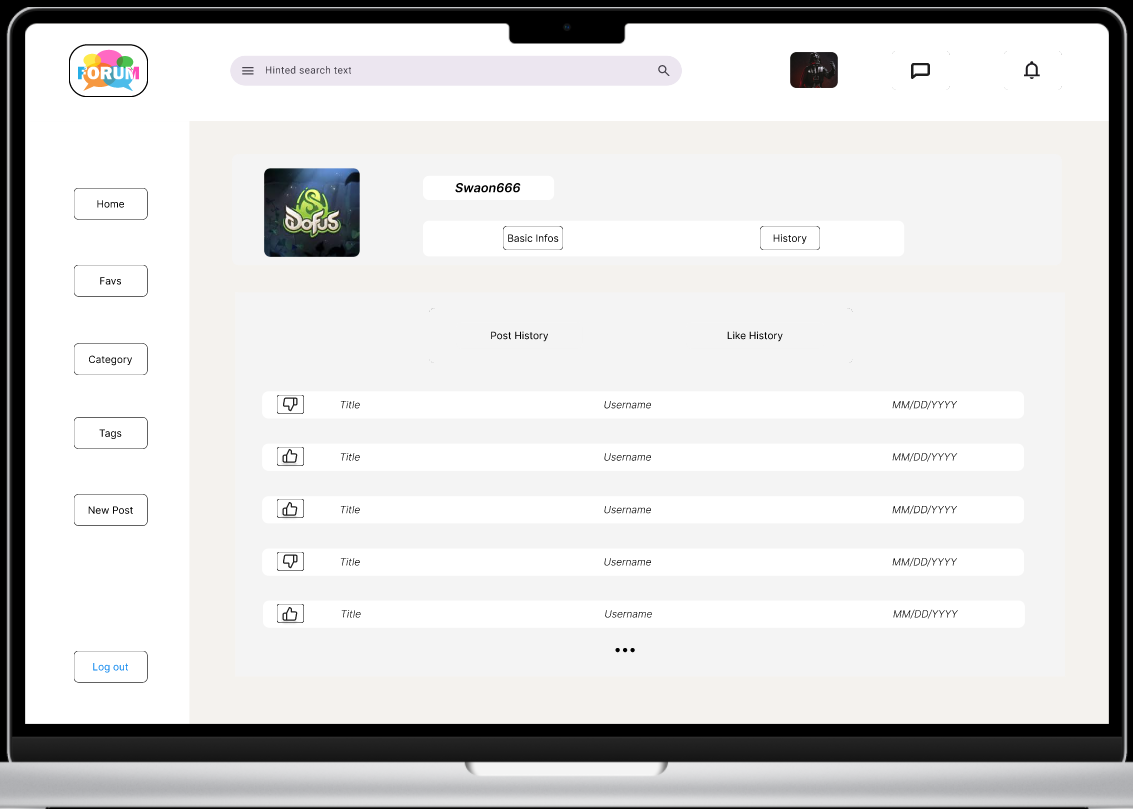 FORUM
Hinted search text
Home
Favs
Category
Tags
New Post
Log out
DOFUS
Swaon666
Basic Infos
History
Post History
Like History
Title Username MM/DD/YYYY
Title Username MM/DD/YYYY
Title Username MM/DD/YYYY
Title Username MM/DD/YYYY
Title Username MM/DD/YYYY
•••